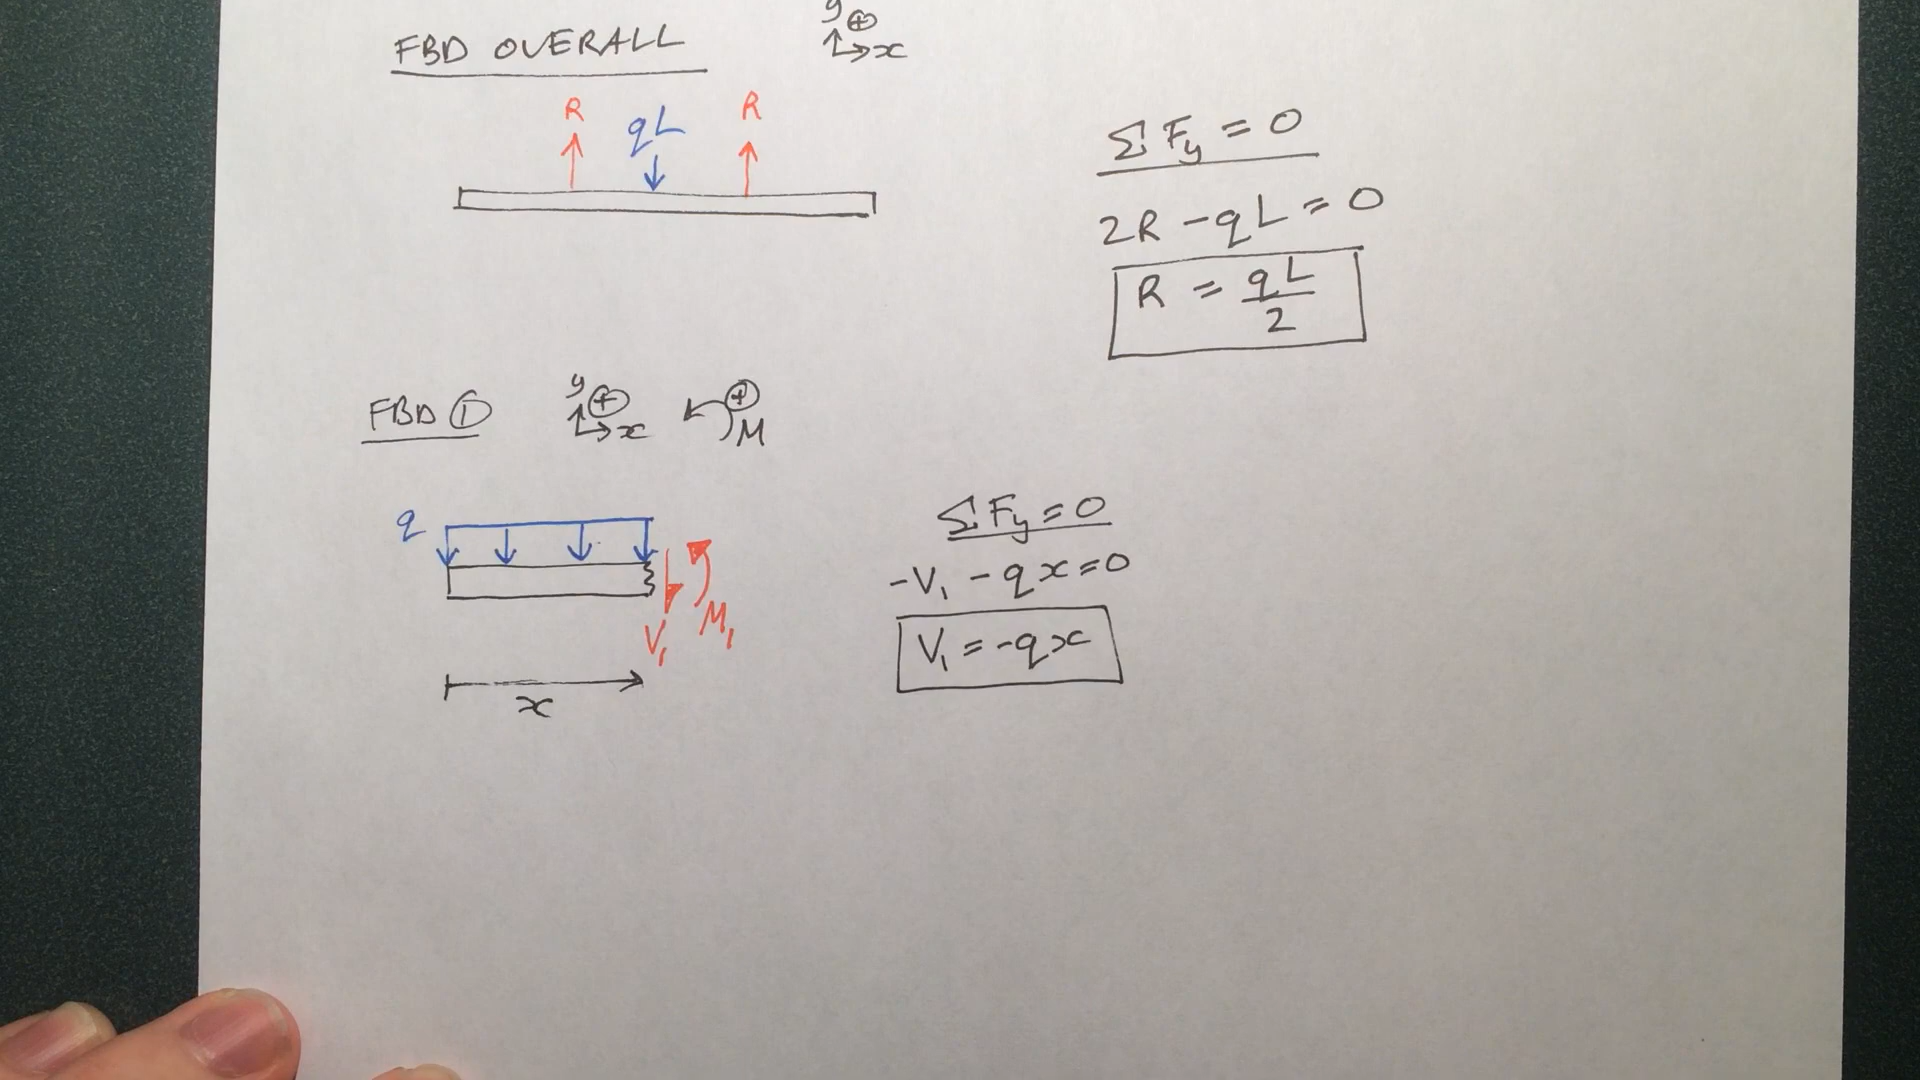 FBD OVERALL
y ⊕
x
R qL R
ΣFy = 0
2R - qL = 0
R = qL/2
FBD ①
y ⊕
x
⊕
M
q
V₁ M₁
x
ΣFy = 0
-V₁ - qx = 0
V₁ = -qx